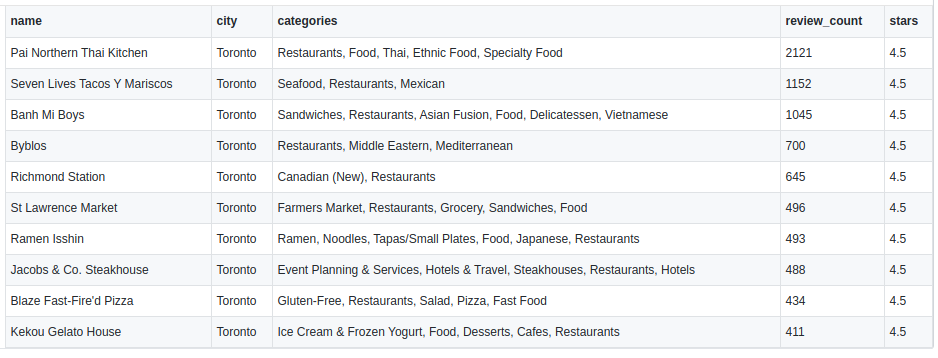 name city categories review_count stars
Pai Northern Thai Kitchen Toronto Restaurants, Food, Thai, Ethnic Food, Specialty Food 2121 4.5
Seven Lives Tacos Y Mariscos Toronto Seafood, Restaurants, Mexican 1152 4.5
Banh Mi Boys Toronto Sandwiches, Restaurants, Asian Fusion, Food, Delicatessen, Vietnamese 1045 4.5
Byblos Toronto Restaurants, Middle Eastern, Mediterranean 700 4.5
Richmond Station Toronto Canadian (New), Restaurants 645 4.5
St Lawrence Market Toronto Farmers Market, Restaurants, Grocery, Sandwiches, Food 496 4.5
Ramen Isshin Toronto Ramen, Noodles, Tapas/Small Plates, Food, Japanese, Restaurants 493 4.5
Jacobs & Co. Steakhouse Toronto Event Planning & Services, Hotels & Travel, Steakhouses, Restaurants, Hotels 488 4.5
Blaze Fast-Fire'd Pizza Toronto Gluten-Free, Restaurants, Salad, Pizza, Fast Food 434 4.5
Kekou Gelato House Toronto Ice Cream & Frozen Yogurt, Food, Desserts, Cafes, Restaurants 411 4.5